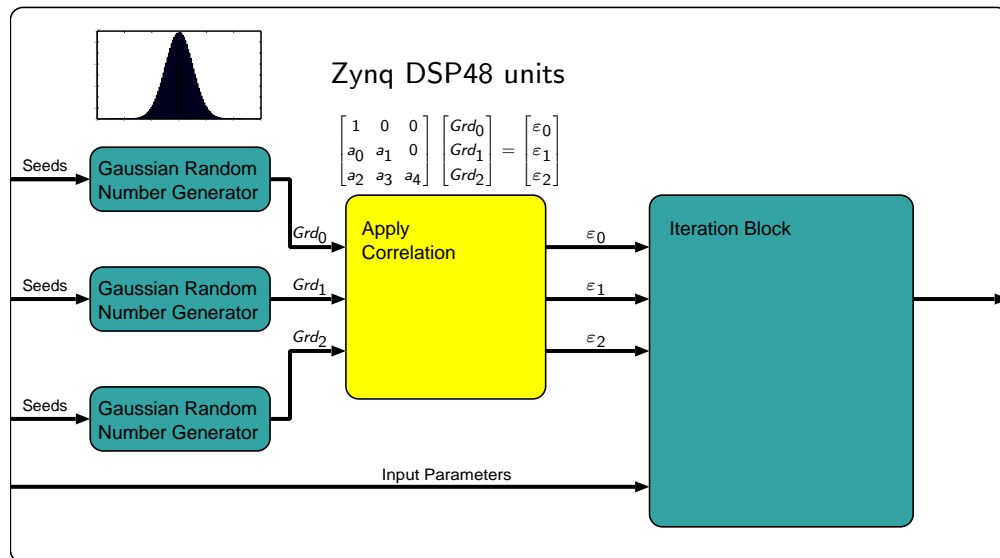 Zynq DSP48 units
[1 0 0] [Grd0] [ε0]
[a0 a1 0] [Grd1] = [ε1]
[a2 a3 a4] [Grd2] [ε2]
Seeds
Gaussian Random
Number Generator
Grd0
Apply
Correlation
ε0
Iteration Block
Seeds
Gaussian Random
Number Generator
Grd1
ε1
Grd2
ε2
Seeds
Gaussian Random
Number Generator
Input Parameters